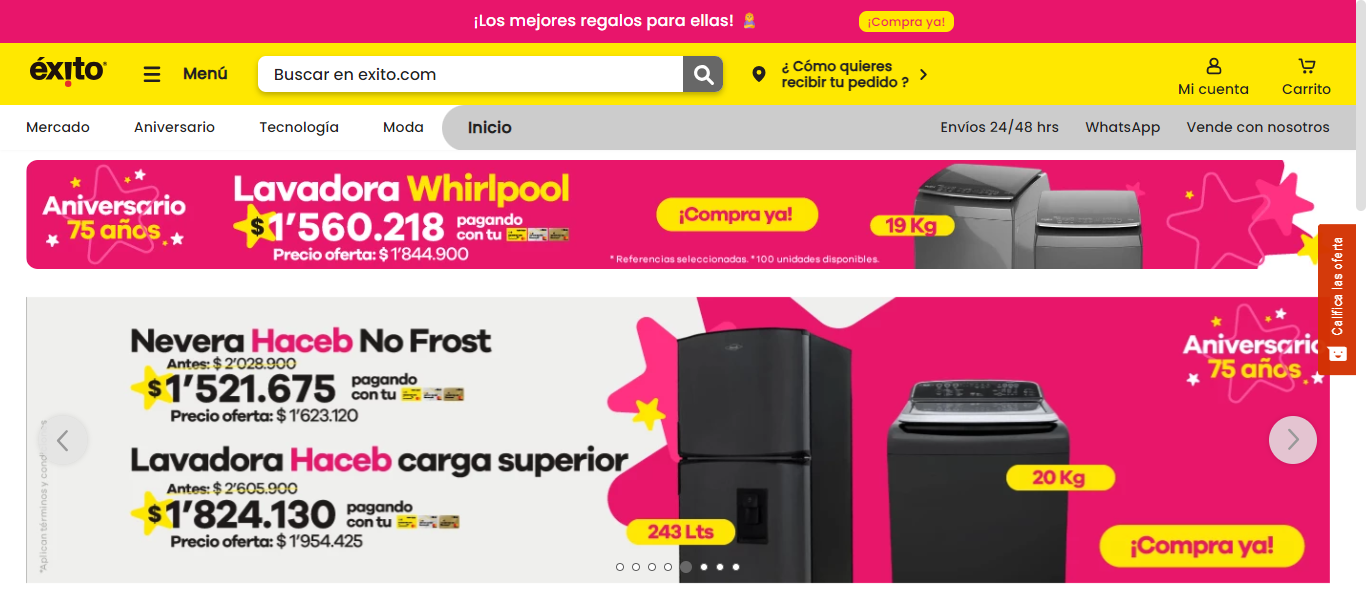 ¡Los mejores regalos para ellas!
¡Compra ya!
éxito
Menú
Buscar en exito.com
¿ Cómo quieres
recibir tu pedido ?
Mi cuenta
Carrito
Mercado
Aniversario
Tecnología
Moda
Inicio
Envíos 24/48 hrs
WhatsApp
Vende con nosotros
Aniversario
75 años
Lavadora Whirlpool
$1'560.218
pagando
con tu
Precio oferta: $ 1'844.900
¡Compra ya!
19 Kg
* Referencias seleccionadas. *100 unidades disponibles.
Califica las oferta
Nevera Haceb No Frost
Antes: $ 2'028.900
$1'521.675
pagando
con tu
Precio oferta: $ 1'623.120
Lavadora Haceb carga superior
Antes: $ 2'605.900
$1'824.130
pagando
con tu
Precio oferta: $ 1'954.425
*Aplican términos y cond
243 Lts
20 Kg
Aniversario
75 años
¡Compra ya!